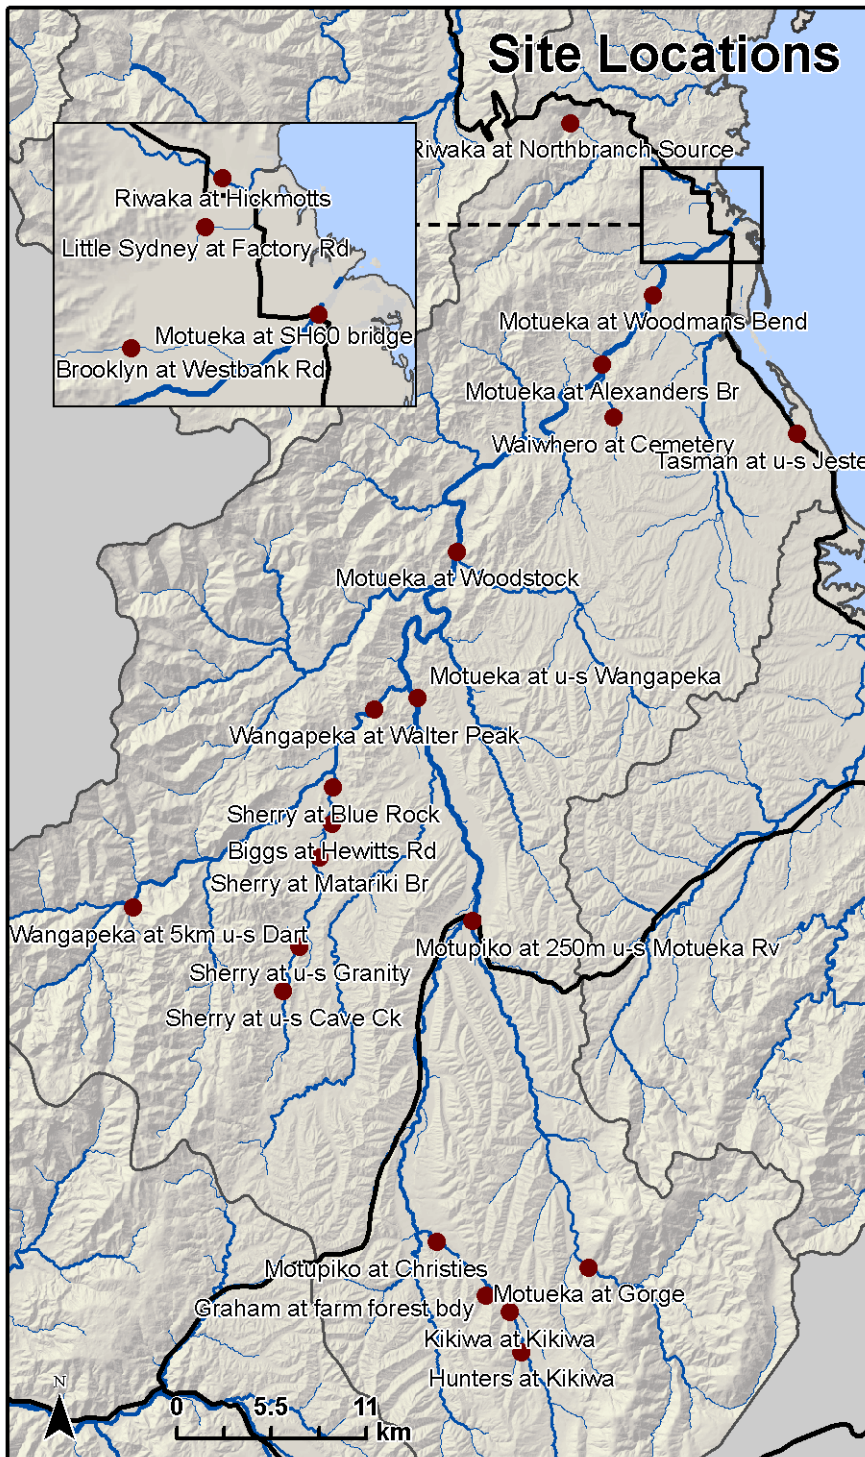 Site Locations
Riwaka at Northbranch Source
Riwaka at Hickmotts
Little Sydney at Factory Rd
Motueka at SH60 bridge
Brooklyn at Westbank Rd
Motueka at Woodmans Bend
Motueka at Alexanders Br
Waiwhero at Cemetery
Tasman at u-s Jeste
Motueka at Woodstock
Motueka at u-s Wangapeka
Wangapeka at Walter Peak
Sherry at Blue Rock
Biggs at Hewitts Rd
Sherry at Matariki Br
Wangapeka at 5km u-s Dart
Motupiko at 250m u-s Motueka Rv
Sherry at u-s Granity
Sherry at u-s Cave Ck
Motupiko at Christies
Motueka at Gorge
Graham at farm forest bdy
Kikiwa at Kikiwa
Hunters at Kikiwa
N
0 5.5 11
km